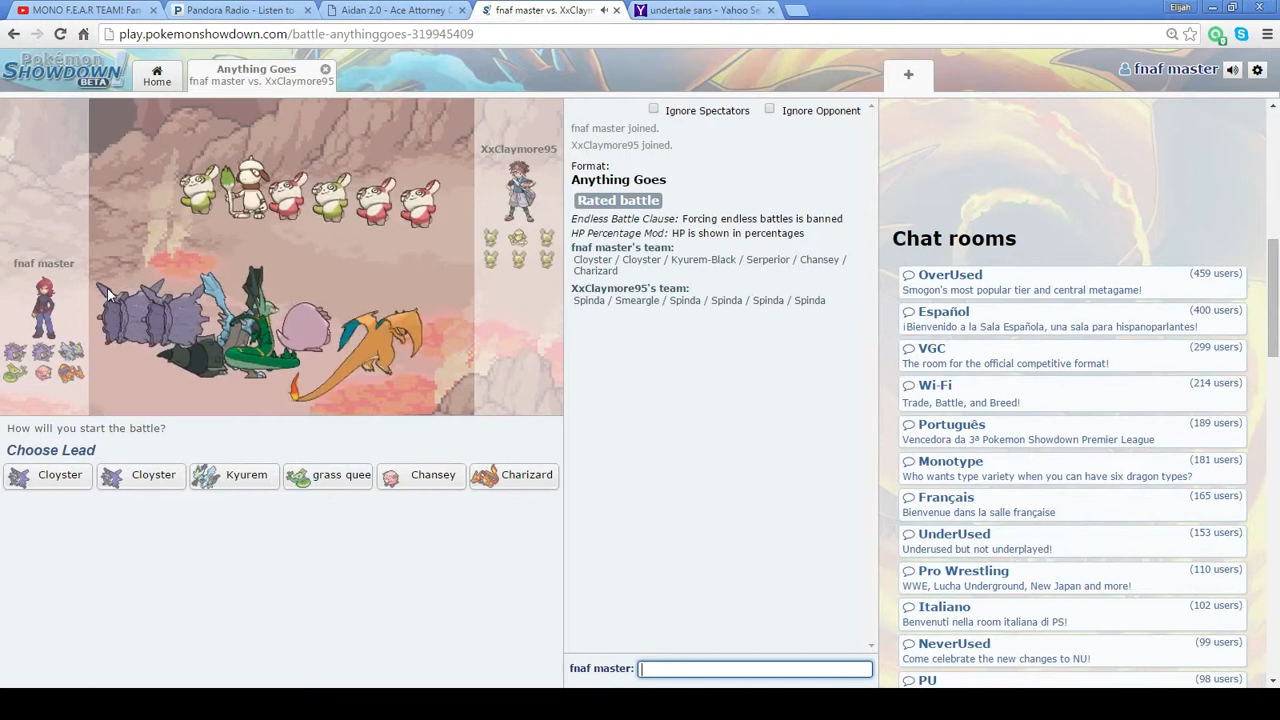 MONO F.E.A.R TEAM! Fan
Pandora Radio - Listen to
Aidan 2.0 - Ace Attorney C
fnaf master vs. XxClaym
undertale sans - Yahoo Se
Elijah
play.pokemonshowdown.com/battle-anythinggoes-319945409
Pokémon
SHOWDOWN
BETA
Home
Anything Goes
fnaf master vs. XxClaymore95
fnaf master
XxClaymore95
fnaf master
How will you start the battle?
Choose Lead
Cloyster
Cloyster
Kyurem
grass quee
Chansey
Charizard
Ignore Spectators
Ignore Opponent
fnaf master joined.
XxClaymore95 joined.
Format:
Anything Goes
Rated battle
Endless Battle Clause: Forcing endless battles is banned
HP Percentage Mod: HP is shown in percentages
fnaf master's team:
Cloyster / Cloyster / Kyurem-Black / Serperior / Chansey /
Charizard
XxClaymore95's team:
Spinda / Smeargle / Spinda / Spinda / Spinda / Spinda
fnaf master:
Chat rooms
OverUsed (459 users)
Smogon's most popular tier and central metagame!
Español (400 users)
¡Bienvenido a la Sala Española, una sala para hispanoparlantes!
VGC (299 users)
The room for the official competitive format!
Wi-Fi (214 users)
Trade, Battle, and Breed!
Português (189 users)
Vencedora da 3ª Pokemon Showdown Premier League
Monotype (181 users)
Who wants type variety when you can have six dragon types?
Français (165 users)
Bienvenue dans la salle française
UnderUsed (153 users)
Underused but not underplayed!
Pro Wrestling (110 users)
WWE, Lucha Underground, New Japan and more!
Italiano (102 users)
Benvenuti nella room italiana di PS!
NeverUsed (99 users)
Come celebrate the new changes to NU!
PU (98 users)